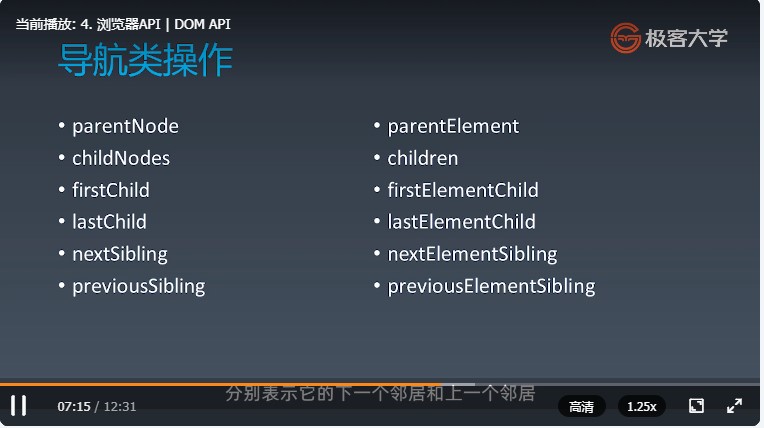 当前播放: 4. 浏览器API | DOM API
极客大学
导航类操作
• parentNode
• childNodes
• firstChild
• lastChild
• nextSibling
• previousSibling
• parentElement
• children
• firstElementChild
• lastElementChild
• nextElementSibling
• previousElementSibling
分别表示它的下一个邻居和上一个邻居
07:15 / 12:31
高清
1.25x